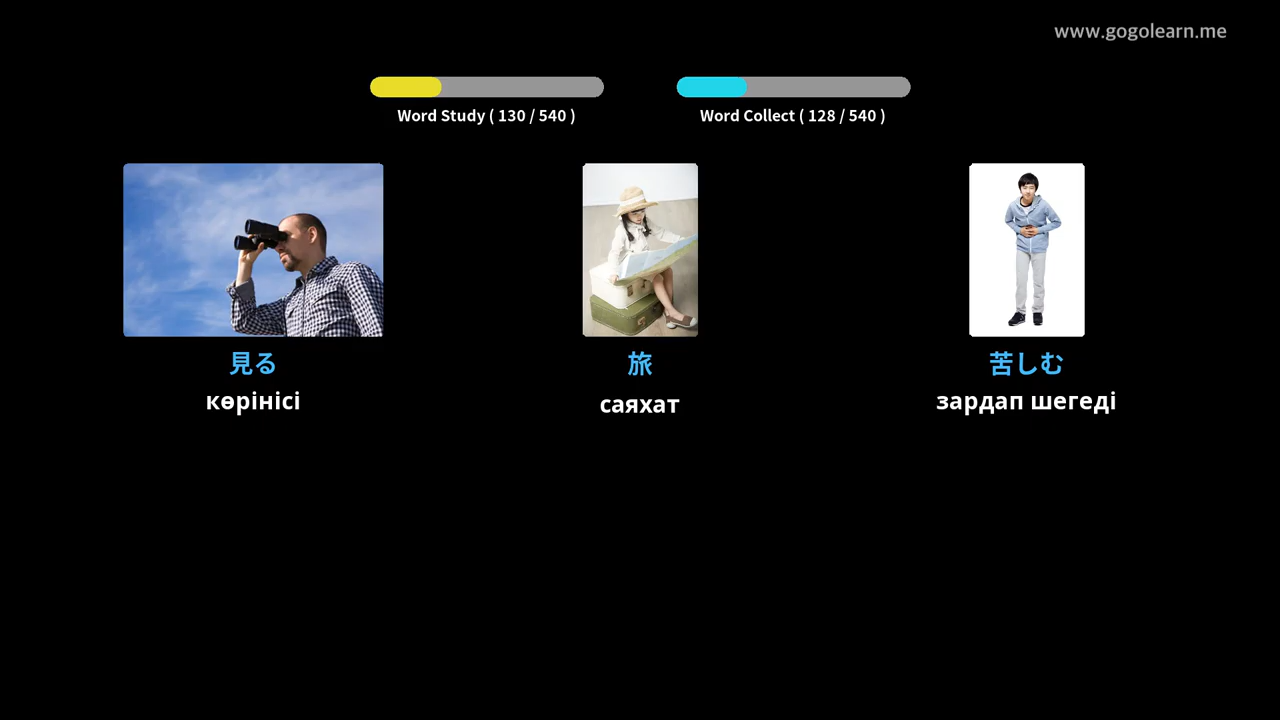 www.gogolearn.me
Word Study ( 130 / 540 )
Word Collect ( 128 / 540 )
見る
көрінісі
旅
саяхат
苦しむ
зардап шегеді